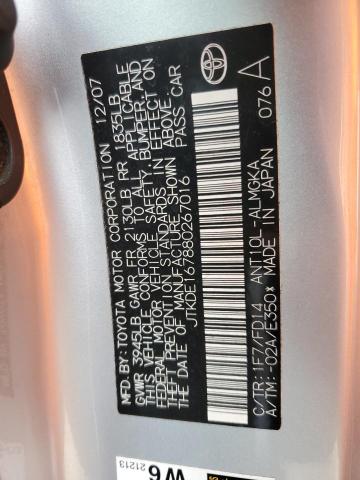 MFD.BY:TOYOTA MOTOR CORPORATION 12/07
GVWR 3945LB GAWR FR 2130LB RR 1835LB
THIS VEHICLE CONFORMS TO ALL APPLICABLE
FEDERAL MOTOR VEHICLE SAFETY, BUMPER, AND
THEFT PREVENTION STANDARDS IN EFFECT ON
THE DATE OF MANUFACTURE SHOWN ABOVE.
JTKDE167880267016 PASS CAR
TOYOTA
C/TR:1F7/FD14 ANT10L-ALMGKA 076 A
A/TM:-02A/E350* MADE IN JAPAN
21213
W6